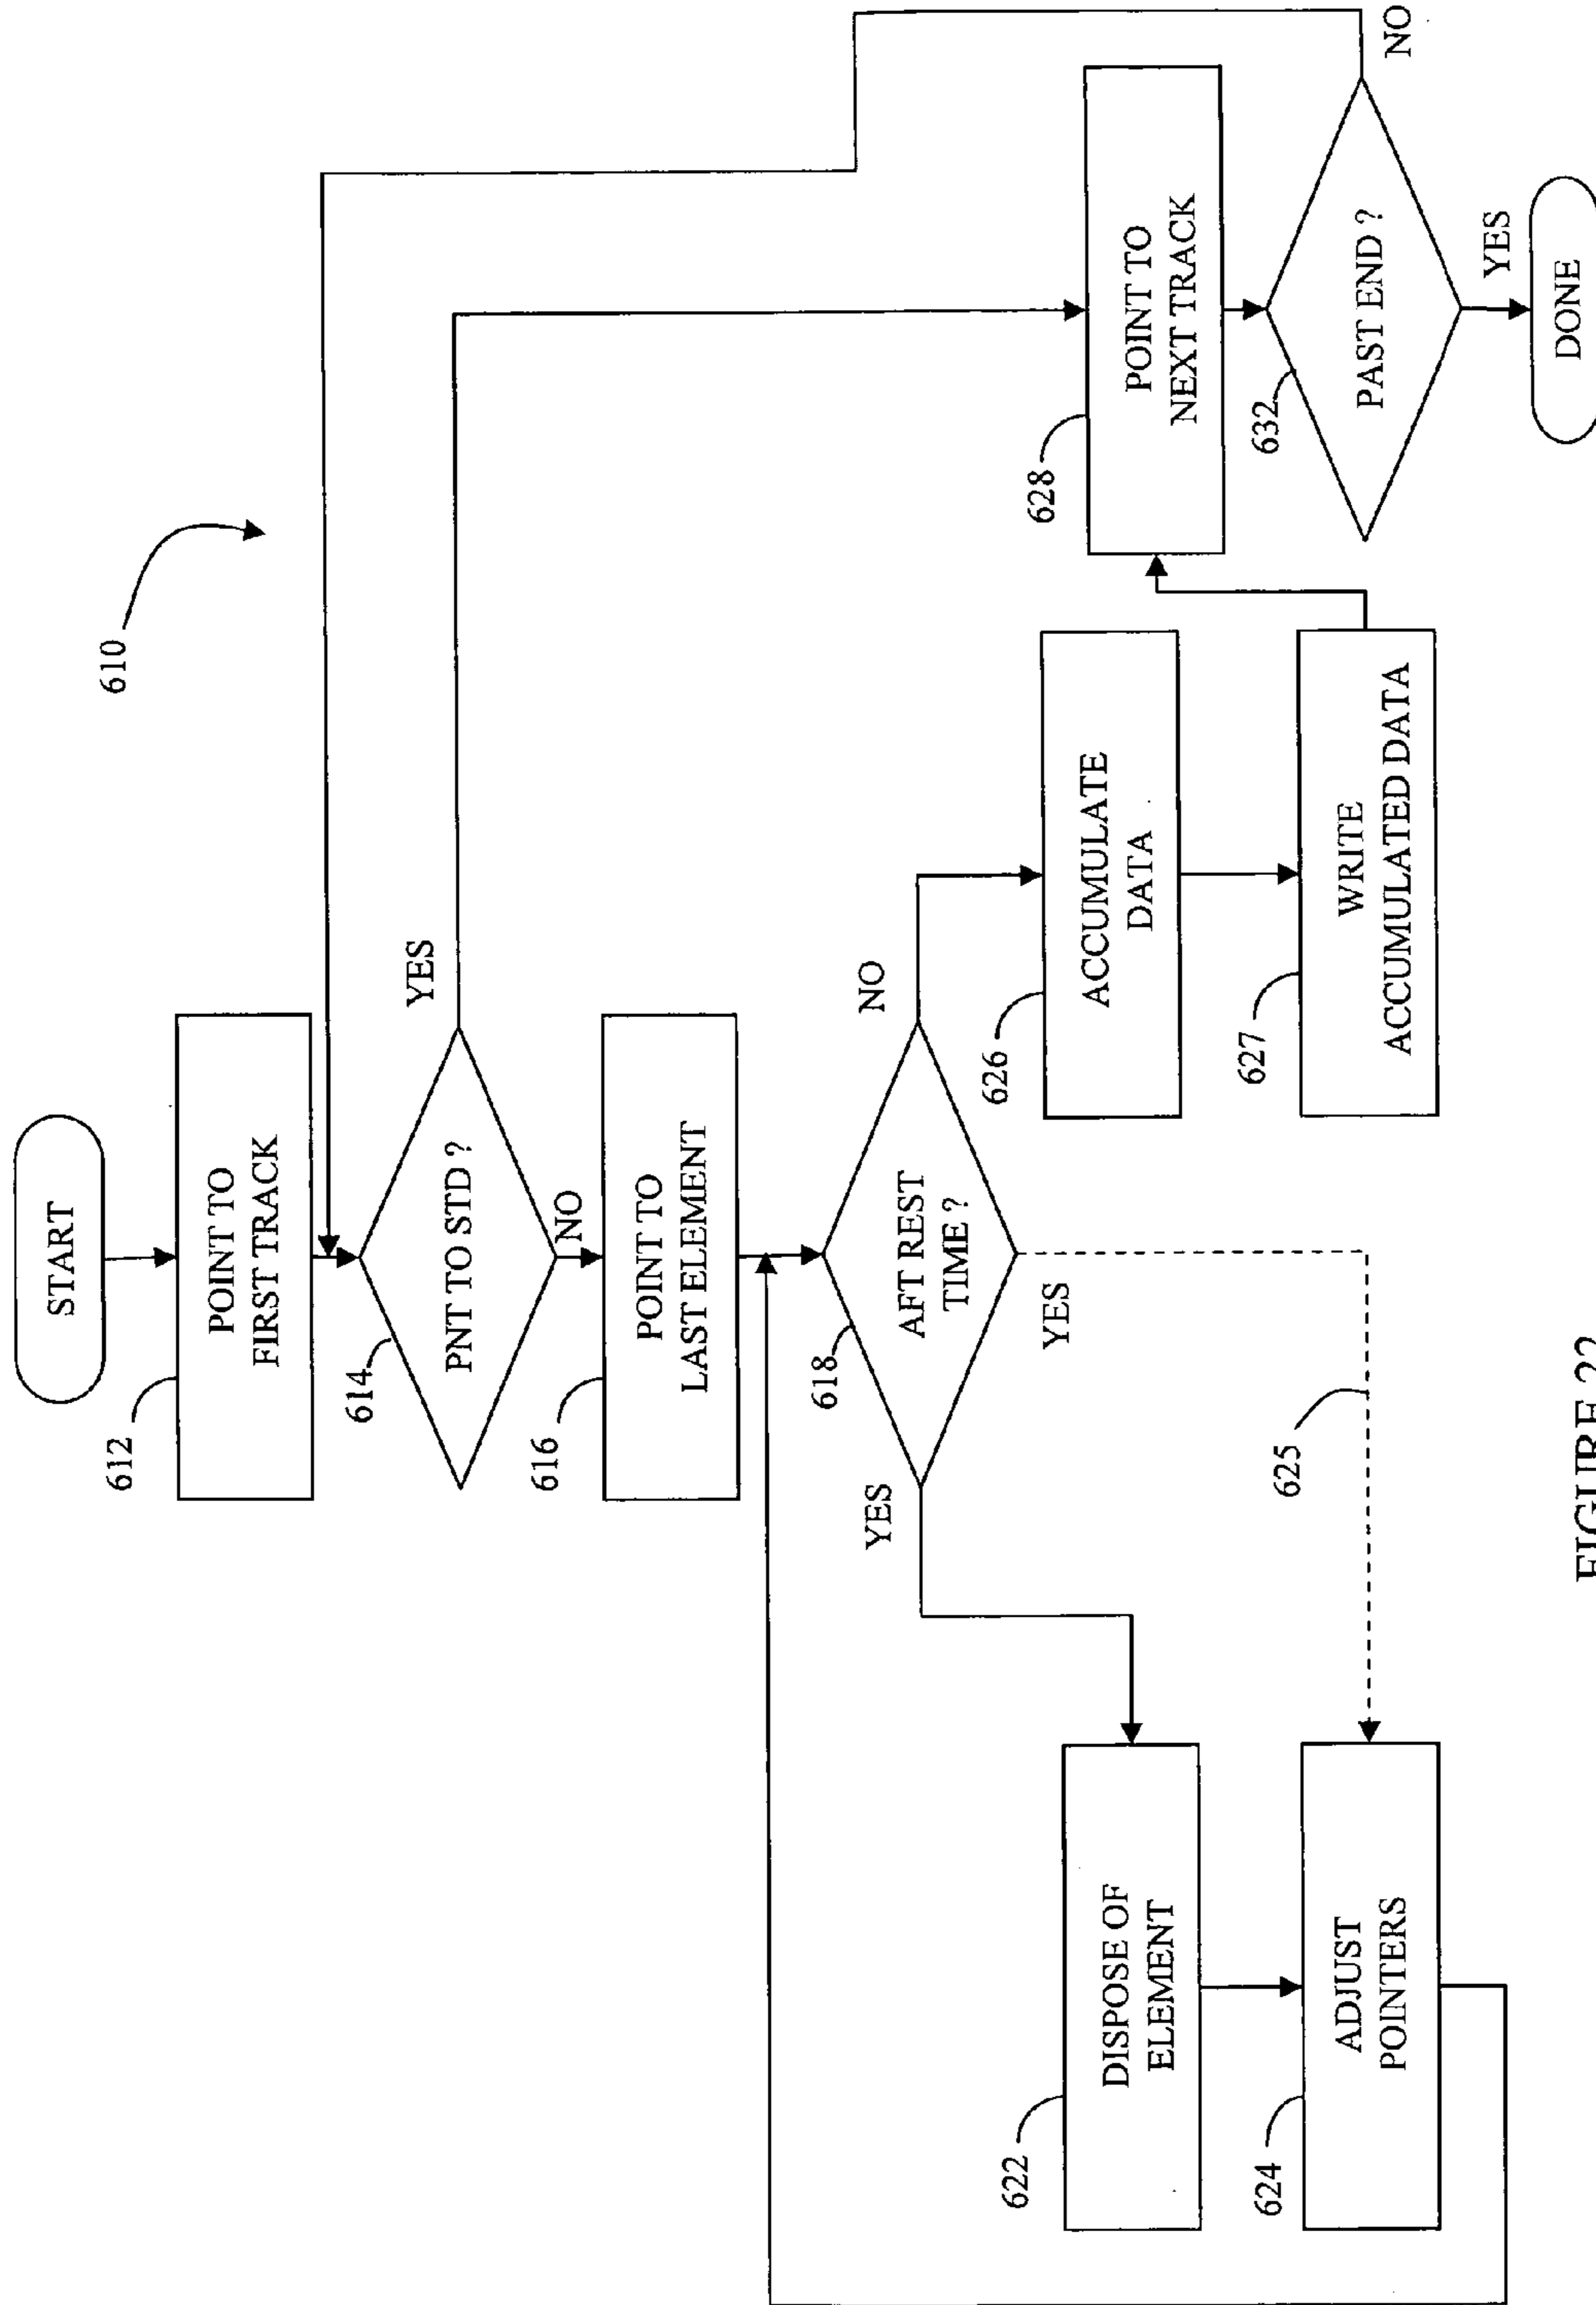 START
610
612
POINT TO
FIRST TRACK
614
PNT TO STD ?
YES
NO
616
POINT TO
LAST ELEMENT
618
AFT REST
TIME ?
YES
YES
NO
625
622
DISPOSE OF
ELEMENT
624
ADJUST
POINTERS
626
ACCUMULATE
DATA
627
WRITE
ACCUMULATED DATA
628
POINT TO
NEXT TRACK
632
PAST END ?
NO
YES
DONE
FIGURE 22